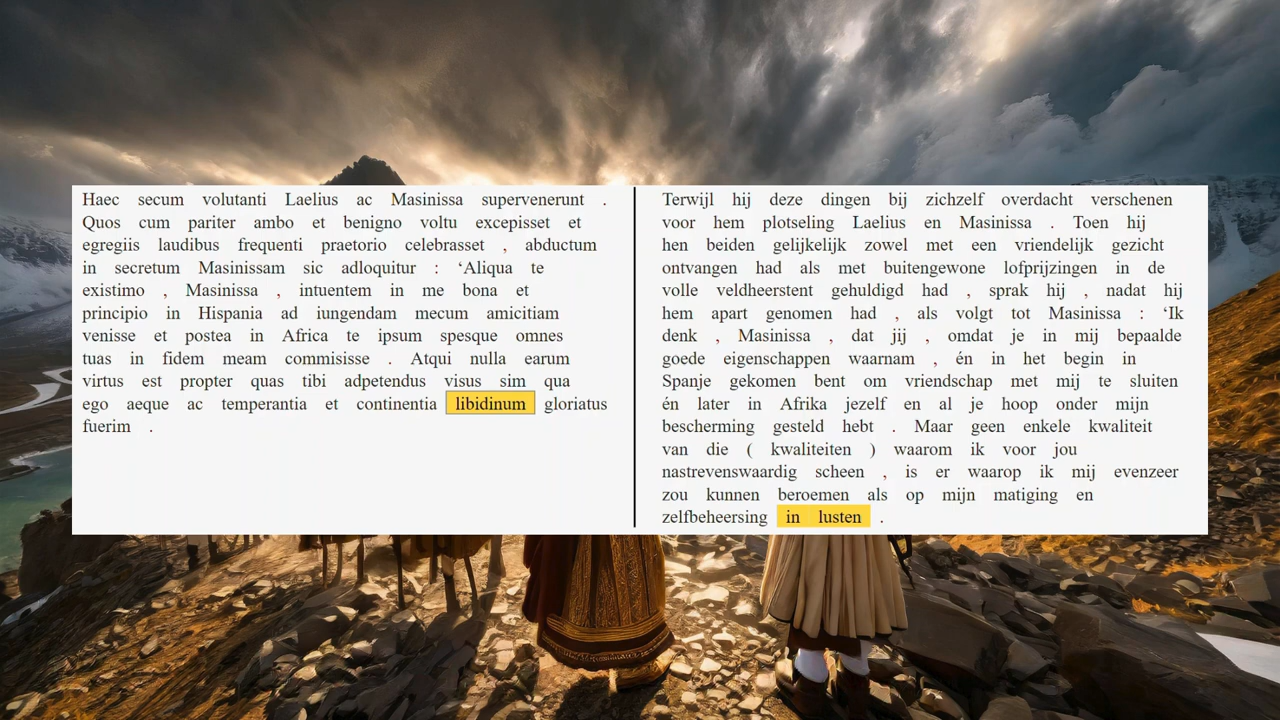 Haec secum volutanti Laelius ac Masinissa supervenerunt .
Quos cum pariter ambo et benigno voltu excepisset et
egregiis laudibus frequenti praetorio celebrasset , abductum
in secretum Masinissam sic adloquitur : ‘Aliqua te
existimo , Masinissa , intuentem in me bona et
principio in Hispania ad iungendam mecum amicitiam
venisse et postea in Africa te ipsum spesque omnes
tuas in fidem meam commisisse . Atqui nulla earum
virtus est propter quas tibi adpetendus visus sim qua
ego aeque ac temperantia et continentia libidinum gloriatus
fuerim .
Terwijl hij deze dingen bij zichzelf overdacht verschenen
voor hem plotseling Laelius en Masinissa . Toen hij
hen beiden gelijkelijk zowel met een vriendelijk gezicht
ontvangen had als met buitengewone lofprijzingen in de
volle veldheerstent gehuldigd had , sprak hij , nadat hij
hem apart genomen had , als volgt tot Masinissa : ‘Ik
denk , Masinissa , dat jij , omdat je in mij bepaalde
goede eigenschappen waarnam , én in het begin in
Spanje gekomen bent om vriendschap met mij te sluiten
én later in Afrika jezelf en al je hoop onder mijn
bescherming gesteld hebt . Maar geen enkele kwaliteit
van die ( kwaliteiten ) waarom ik voor jou
nastrevenswaardig scheen , is er waarop ik mij evenzeer
zou kunnen beroemen als op mijn matiging en
zelfbeheersing in lusten .